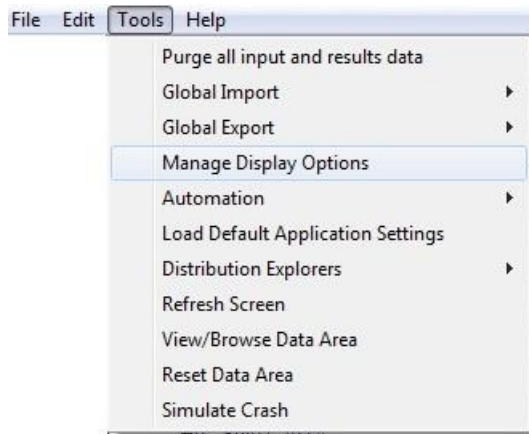 File Edit Tools Help
Purge all input and results data
Global Import
Global Export
Manage Display Options
Automation
Load Default Application Settings
Distribution Explorers
Refresh Screen
View/Browse Data Area
Reset Data Area
Simulate Crash